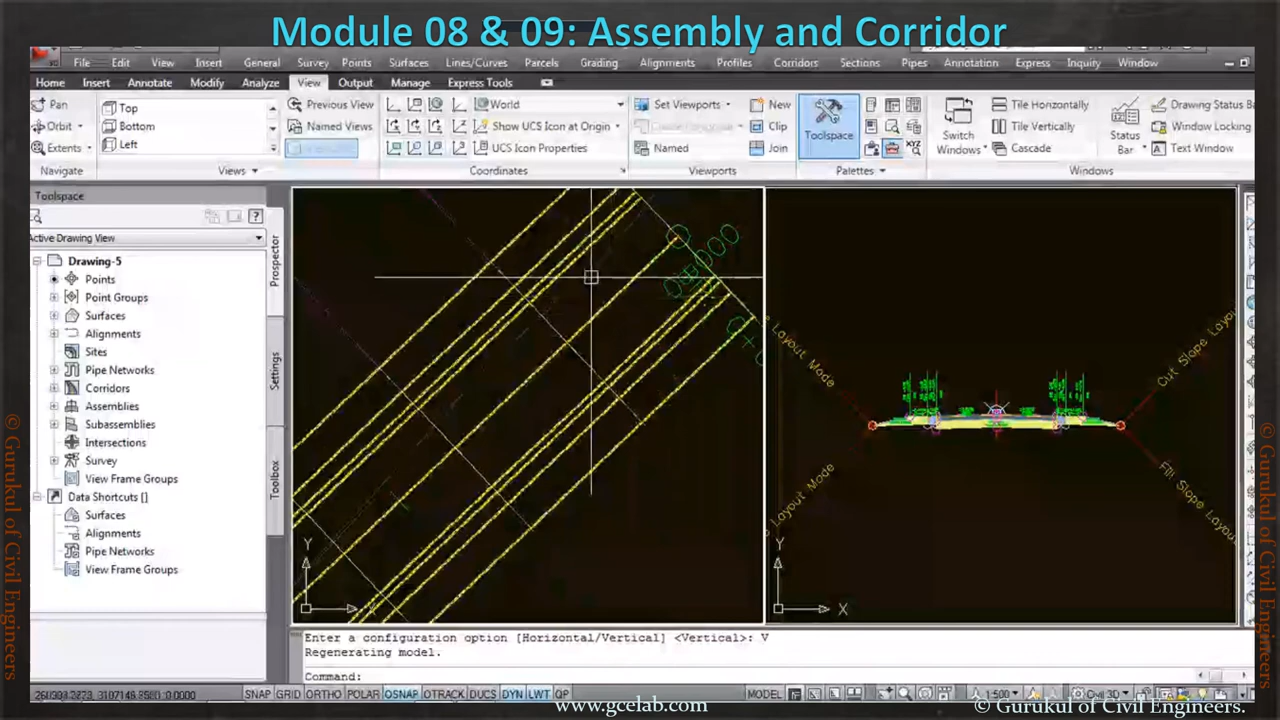 Module 08 & 09: Assembly and Corridor
File Edit View Insert General Survey Points Surfaces Lines/Curves Parcels Grading Alignments Profiles Corridors Sections Pipes Annotation Express Inquiry Window
Home Insert Annotate Modify Analyze View Output Manage Express Tools
Pan
Orbit
Extents
Navigate
Top
Bottom
Left
Previous View
Named Views
Views
World
Show UCS Icon at Origin
UCS Icon Properties
Coordinates
Set Viewports
Named
New
Clip
Join
Viewports
Toolspace
Palettes
Switch
Windows
Tile Horizontally
Tile Vertically
Cascade
Status
Bar
Drawing Status Ba
Window Locking
Text Window
Windows
Toolspace
Active Drawing View
Drawing-5
Points
Point Groups
Surfaces
Alignments
Sites
Pipe Networks
Corridors
Assemblies
Subassemblies
Intersections
Survey
View Frame Groups
Data Shortcuts []
Surfaces
Alignments
Pipe Networks
View Frame Groups
Prospector
Settings
Toolbox
Layout Mode
Layout Mode
Cut Slope Layou
Fill Slope Layou
Y
Y
X
Enter a configuration option [Horizontal/Vertical] <Vertical>: V
Regenerating model.
Command:
SNAP GRID ORTHO POLAR OSNAP OTRACK DUCS DYN LWT QP
MODEL
1:500
Civil 3D
www.gcelab.com
© Gurukul of Civil Engineers.
© Gurukul of Civil Engineers
© Gurukul of Civil Engineers